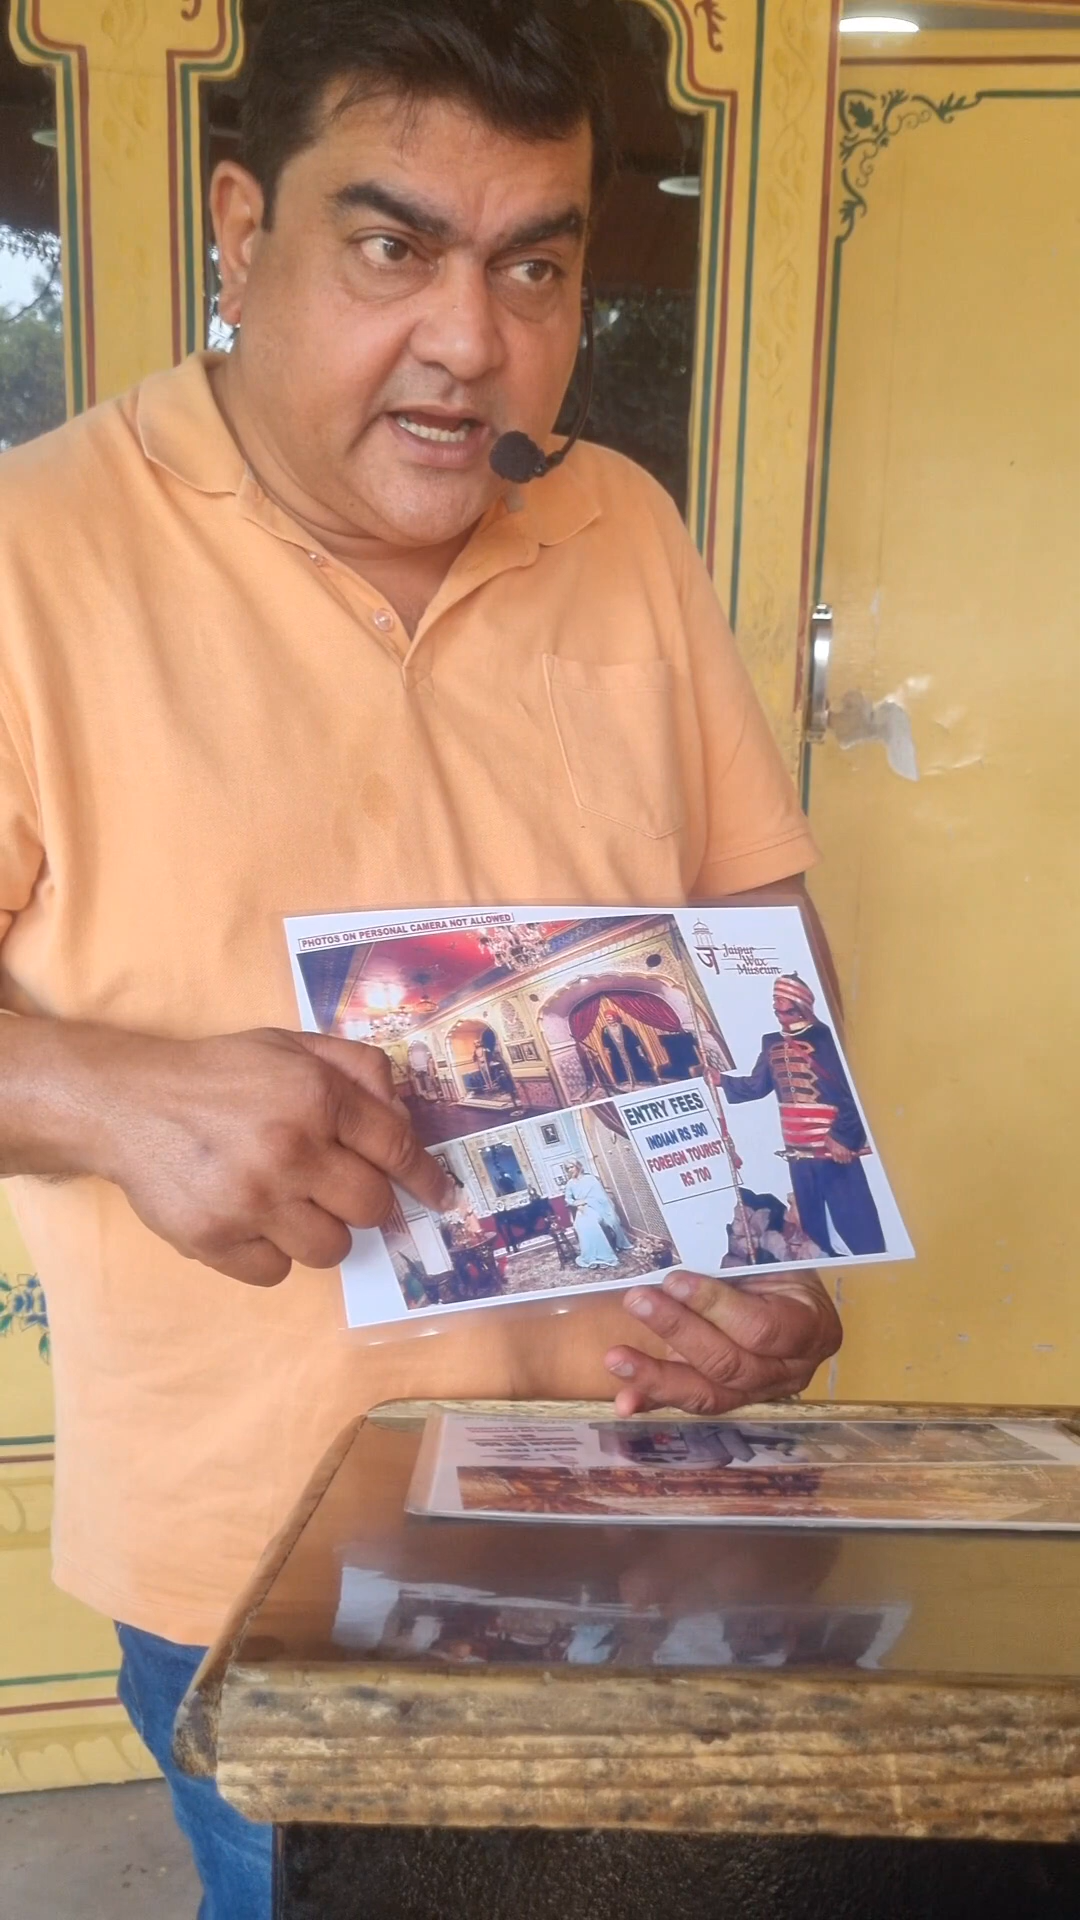 PHOTOS ON PERSONAL CAMERA NOT ALLOWED
Jaipur
Wax
Museum
ENTRY FEES
INDIAN RS 500
FOREIGN TOURIST
RS 700